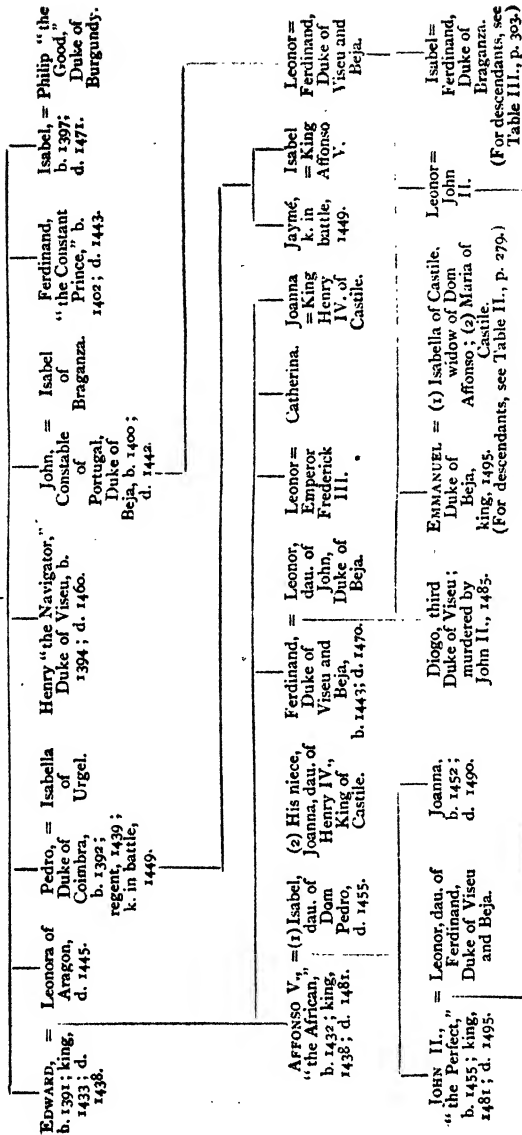 EDWARD, = Leonora of
b. 1391; king, Aragon,
1433; d. d. 1445.
1438.
Pedro, = Isabella
Duke of of
Coimbra, Urgel.
b. 1392;
regent, 1439;
k. in battle,
1449.
Henry "the Navigator,"
Duke of Viseu, b.
1394; d. 1460.
John, = Isabel
Constable of
of Braganza.
Portugal,
Duke of
Beja, b. 1400;
d. 1442.
Ferdinand,
"the Constant
Prince," b.
1402; d. 1443.
Isabel, = Philip "the
b. 1397; Good,"
d. 1471. Duke of
Burgundy.
AFFONSO V., = (1) Isabel, (2) His niece,
"the African," dau. of Joanna, dau. of
b. 1432; king, Dom Henry IV.,
1438; d. 1481. Pedro, King of
d. 1455. Castile.
Ferdinand, = Leonor,
Duke of dau. of
Viseu and John,
Beja, Duke of
b. 1443; d. 1470. Beja.
Leonor=
Emperor
Frederick
III.
Catherina.
Joanna
= King
Henry
IV. of
Castile.
Jaymé,
k. in
battle,
1449.
Isabel
= King
Affonso
V.
Leonor=
Ferdinand,
Duke of
Viseu and
Beja.
JOHN II., = Leonor, dau. of
"the Perfect," Ferdinand,
b. 1455; king, Duke of Viseu
1481; d. 1495. and Beja.
Joanna,
b. 1452;
d. 1490.
Diogo, third
Duke of Viseu;
murdered by
John II., 1485.
EMMANUEL = (1) Isabella of Castile.
Duke of widow of Dom
Beja, Affonso; (2) Maria of
king, 1495. Castile.
(For descendants, see Table II., p. 279.)
Leonor=
John
II.
Isabel=
Ferdinand,
Duke of
Braganza.
(For descendants, see
Table III., p. 303.)